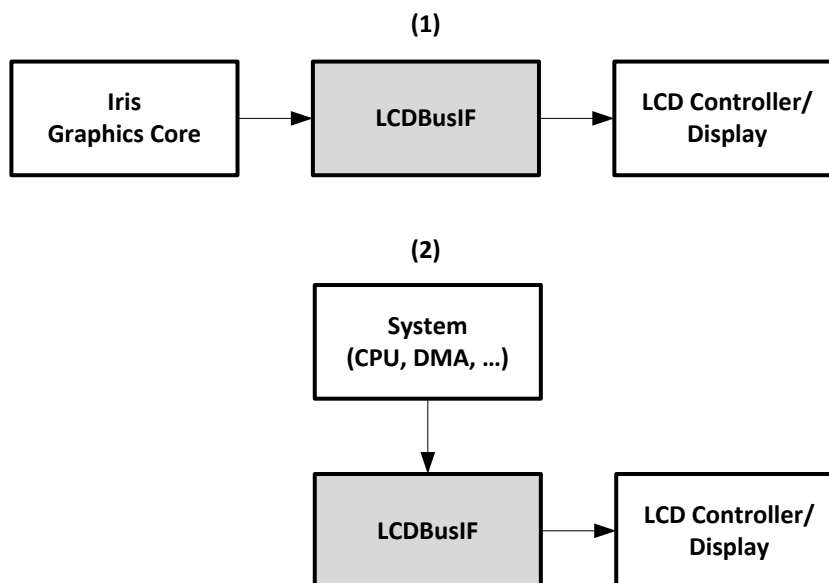 (1)
Iris
Graphics Core
LCDBusIF
LCD Controller/
Display
(2)
System
(CPU, DMA, …)
LCDBusIF
LCD Controller/
Display